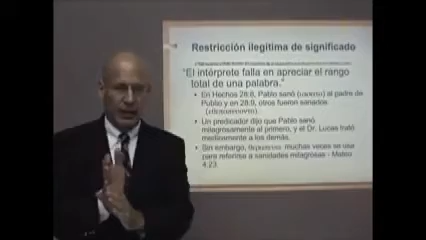 Restricción ilegítima de significado
"El intérprete falla en apreciar el rango
total de una palabra."
En Hechos 28:8, Pablo sanó
al padre de
Publio y en 28:9, otros fueron sanados
Un predicador dijo que Pablo sanó
milagrosamente al primero, y el Dr. Lucas trató
médicamente a los demás.
Sin embargo, muchas veces se usa
para referirse a sanidades milagrosas - Mateo
4:23.